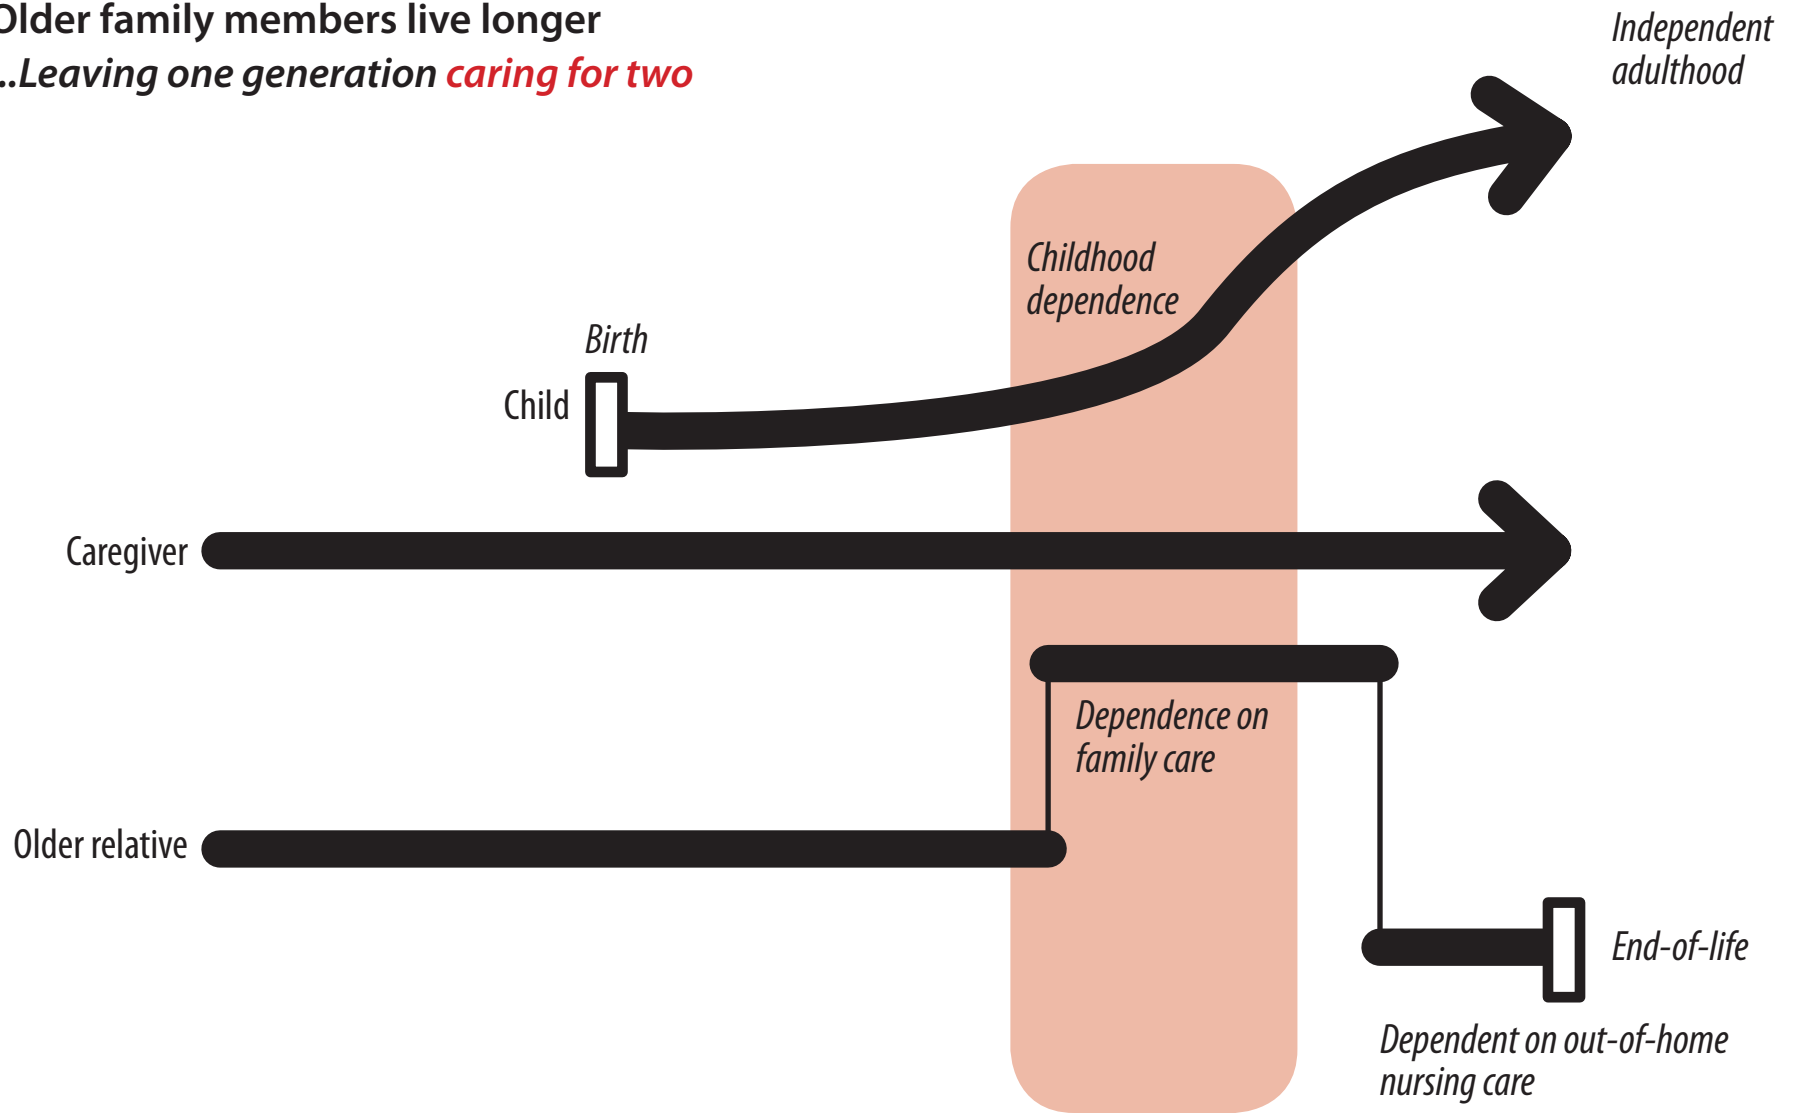 Older family members live longer
...Leaving one generation caring for two
Independent
adulthood
Childhood
dependence
Birth
Child
Caregiver
Dependence on
family care
Older relative
End-of-life
Dependent on out-of-home
nursing care